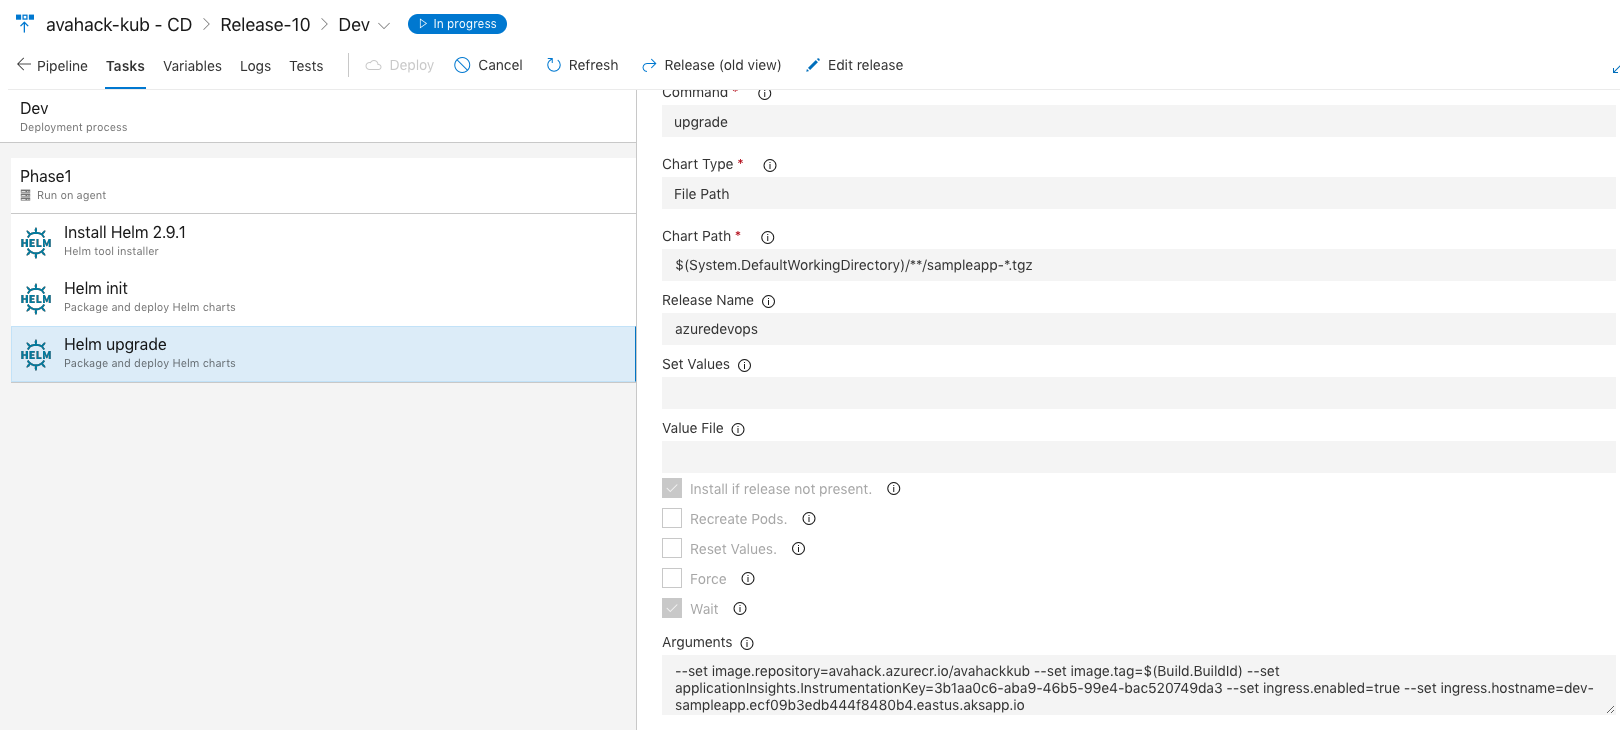 avahack-kub - CD > Release-10 > Dev In progress
Pipeline Tasks Variables Logs Tests Deploy Cancel Refresh Release (old view) Edit release
Dev
Deployment process
Phase1
Run on agent
HELM Install Helm 2.9.1
Helm tool installer
HELM Helm init
Package and deploy Helm charts
HELM Helm upgrade
Package and deploy Helm charts
Command *
upgrade
Chart Type *
File Path
Chart Path *
$(System.DefaultWorkingDirectory)/**/sampleapp-*.tgz
Release Name
azuredevops
Set Values
Value File
Install if release not present.
Recreate Pods.
Reset Values.
Force
Wait
Arguments
--set image.repository=avahack.azurecr.io/avahackkub --set image.tag=$(Build.BuildId) --set
applicationInsights.InstrumentationKey=3b1aa0c6-aba9-46b5-99e4-bac520749da3 --set ingress.enabled=true --set ingress.hostname=dev-
sampleapp.ecf09b3edb444f8480b4.eastus.aksapp.io